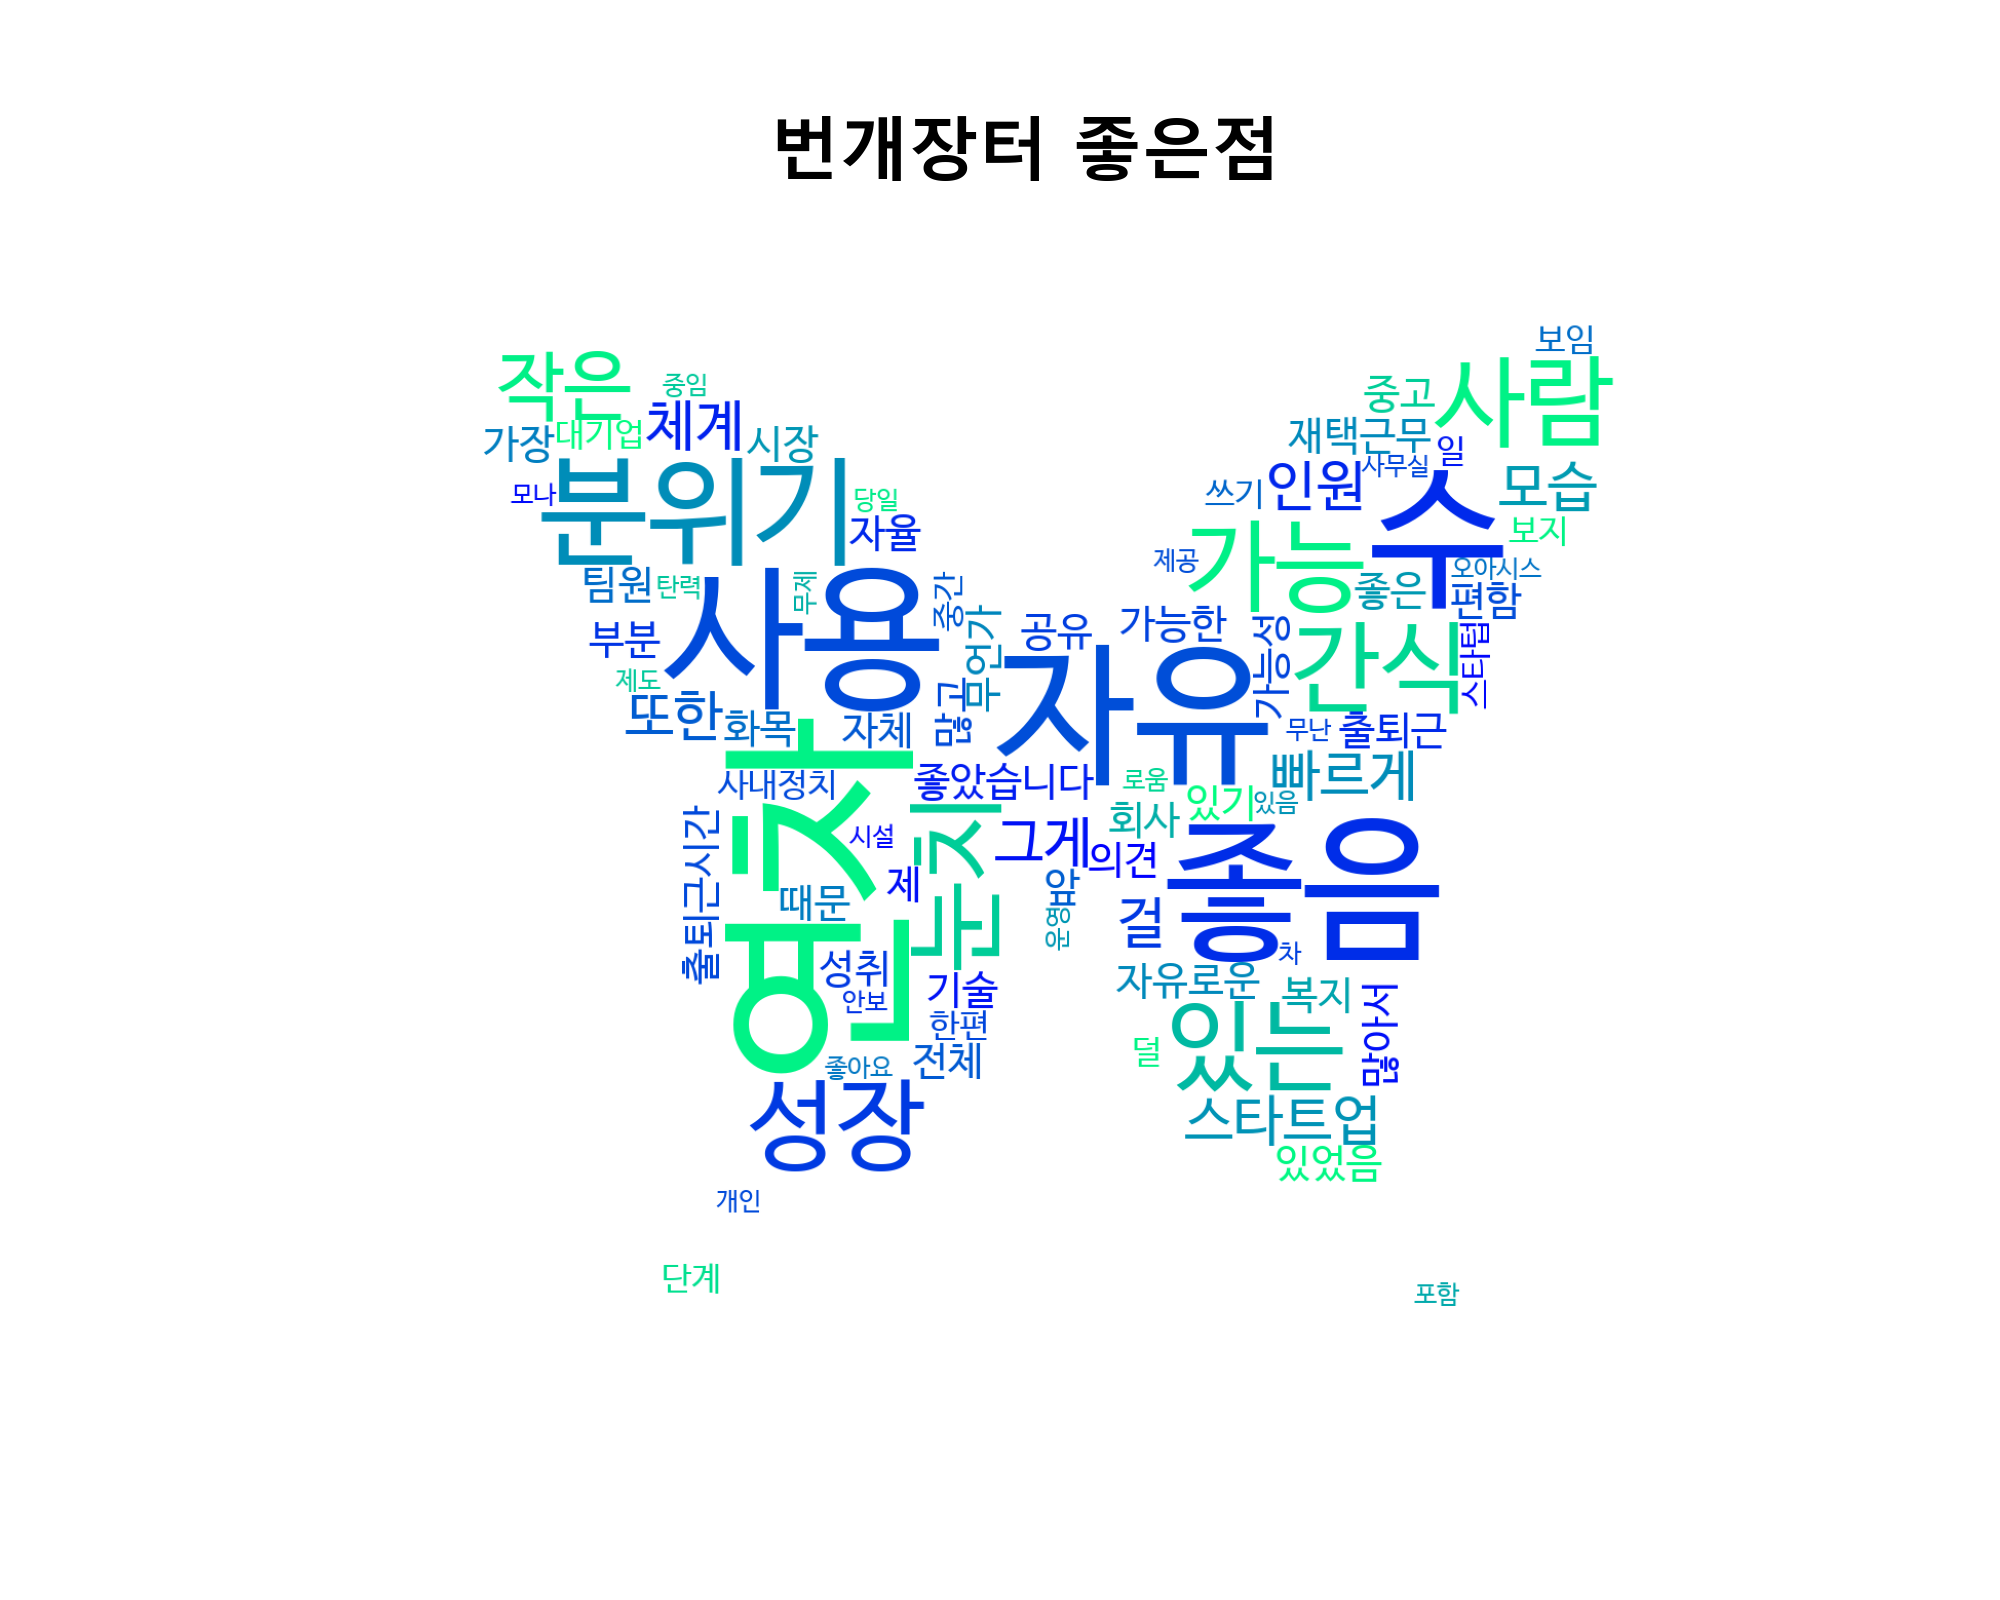 번개장터 좋은점
보임
작은
중임
사람
중고
가장
대기업
체계
시장
재택근무
일
사무실
모나
분위기
당일
자율
쓰기
인원
수
모습
보지
가능
제공
오아시스
좋은
편함
팀원
탄력
사용
무제
중간
무언가
공유
가능한
가능성
간식
스타텁
부분
제도
또한
화목
자체
많고
자유
무난
출퇴근
연차
사내정치
좋았습니다
로움
있기
있음
빠르게
출퇴근시간
시설
눈치
그게
회사
의견
좋음
제
때문
앞
운영
걸
차
성취
안보
기술
한편
자유로운
복지
많아서
좋아요
전체
덜
있는
성장
스타트업
있었음
개인
단계
포함